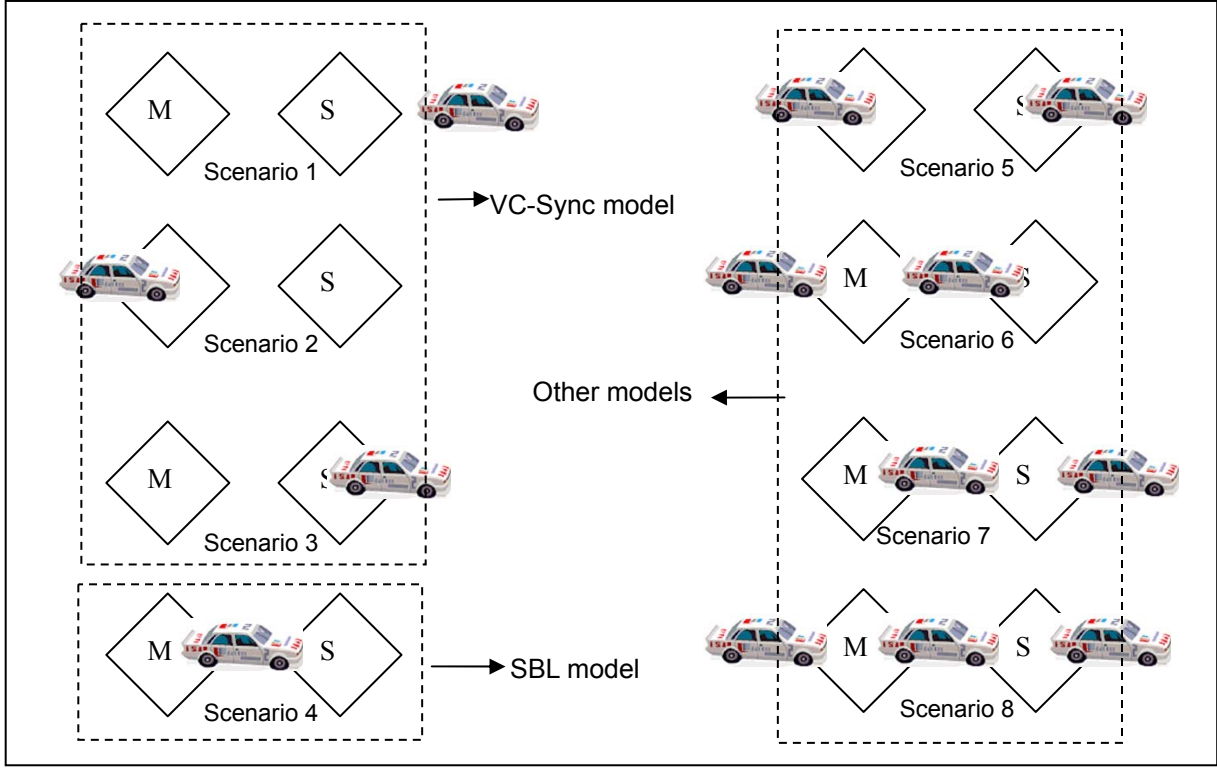 M S
Scenario 1
VC-Sync model
S
Scenario 2
M S
Scenario 3
M S
Scenario 4
SBL model
S
Scenario 5
M S
Scenario 6
Other models
M S
Scenario 7
M S
Scenario 8